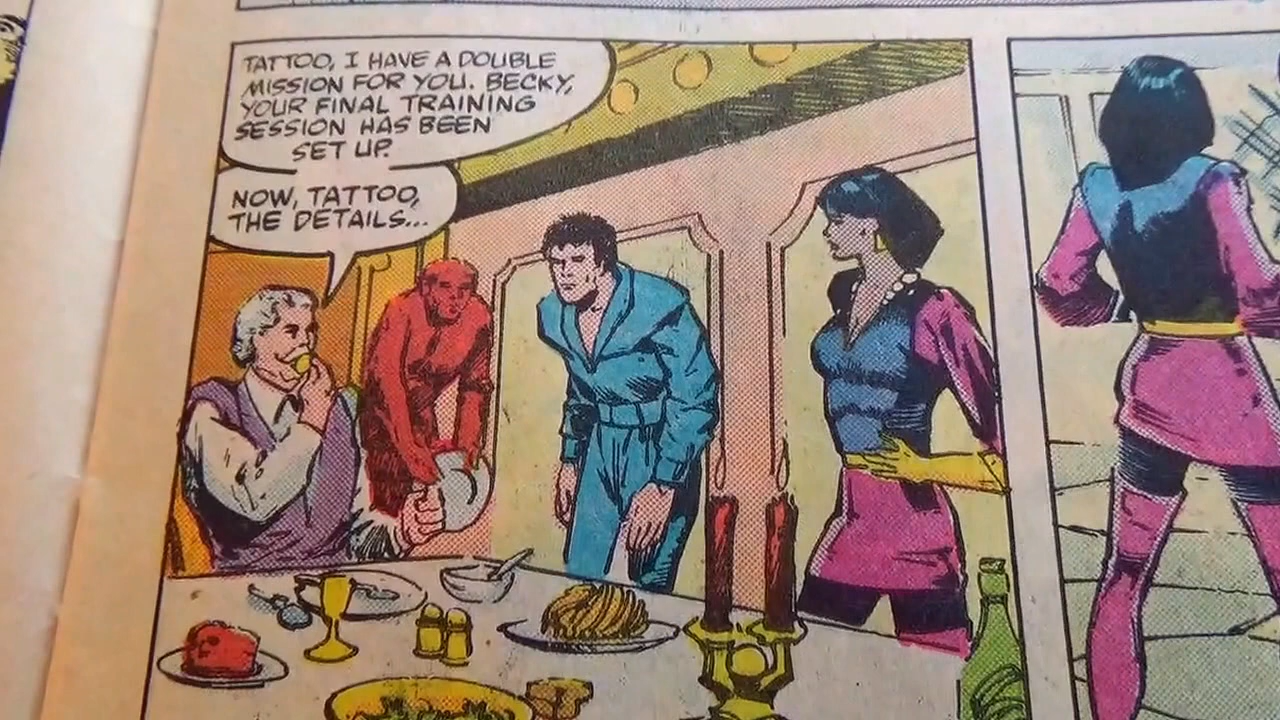 TATTOO, I HAVE A DOUBLE
MISSION FOR YOU. BECKY,
YOUR FINAL TRAINING
SESSION HAS BEEN
SET UP.
NOW, TATTOO,
THE DETAILS...